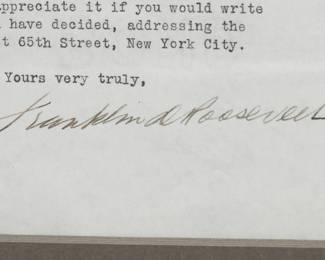 appreciate it if you would write
have decided, addressing the
t 65th Street, New York City.
Yours very truly,
Franklin D Roosevelt